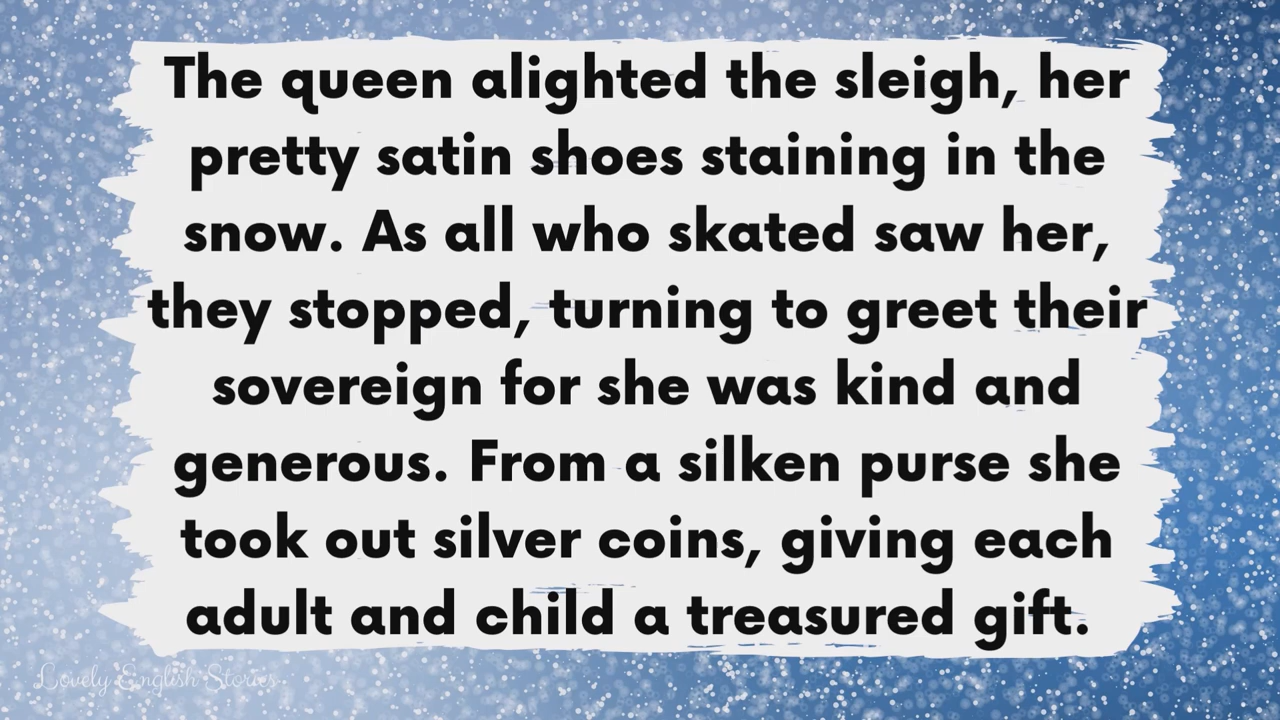 The queen alighted the sleigh, her
pretty satin shoes staining in the
snow. As all who skated saw her,
they stopped, turning to greet their
sovereign for she was kind and
generous. From a silken purse she
took out silver coins, giving each
adult and child a treasured gift.
Lovely English Stories